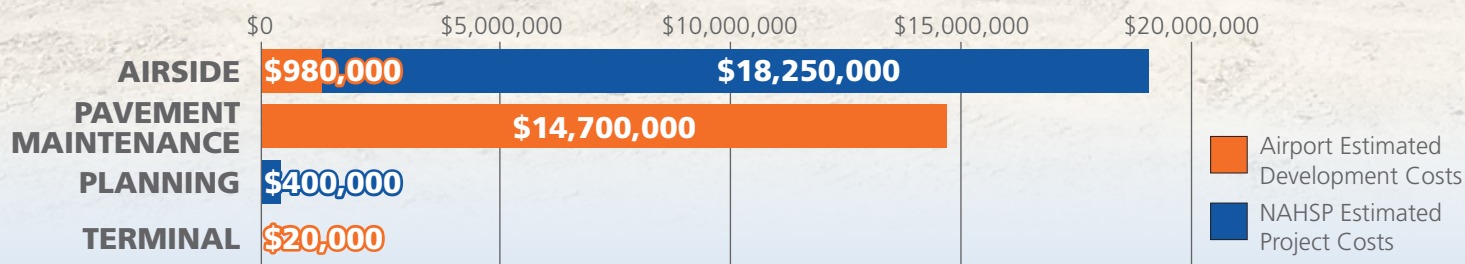 $0 $5,000,000 $10,000,000 $15,000,000 $20,000,000
AIRSIDE $980,000 $18,250,000
PAVEMENT
MAINTENANCE $14,700,000
PLANNING $400,000
TERMINAL $20,000
Airport Estimated
Development Costs
NAHSP Estimated
Project Costs